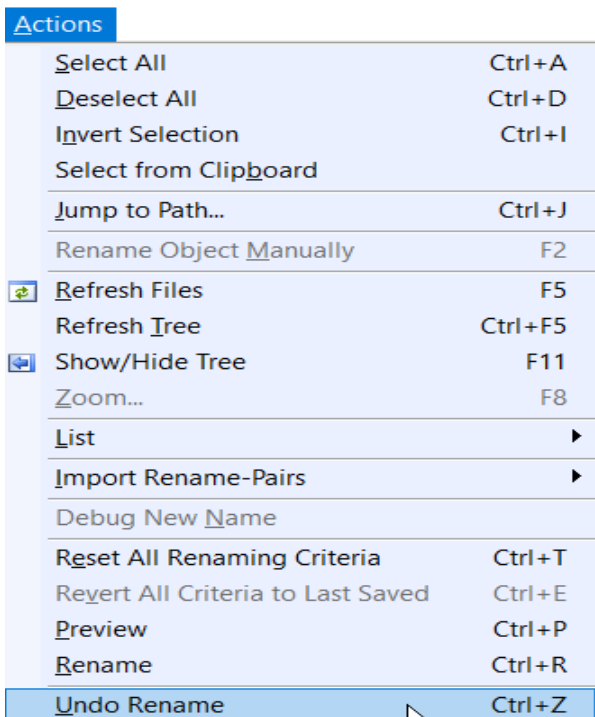 Actions
Select All Ctrl+A
Deselect All Ctrl+D
Invert Selection Ctrl+I
Select from Clipboard
Jump to Path... Ctrl+J
Rename Object Manually F2
Refresh Files F5
Refresh Tree Ctrl+F5
Show/Hide Tree F11
Zoom... F8
List
Import Rename-Pairs
Debug New Name
Reset All Renaming Criteria Ctrl+T
Revert All Criteria to Last Saved Ctrl+E
Preview Ctrl+P
Rename Ctrl+R
Undo Rename Ctrl+Z